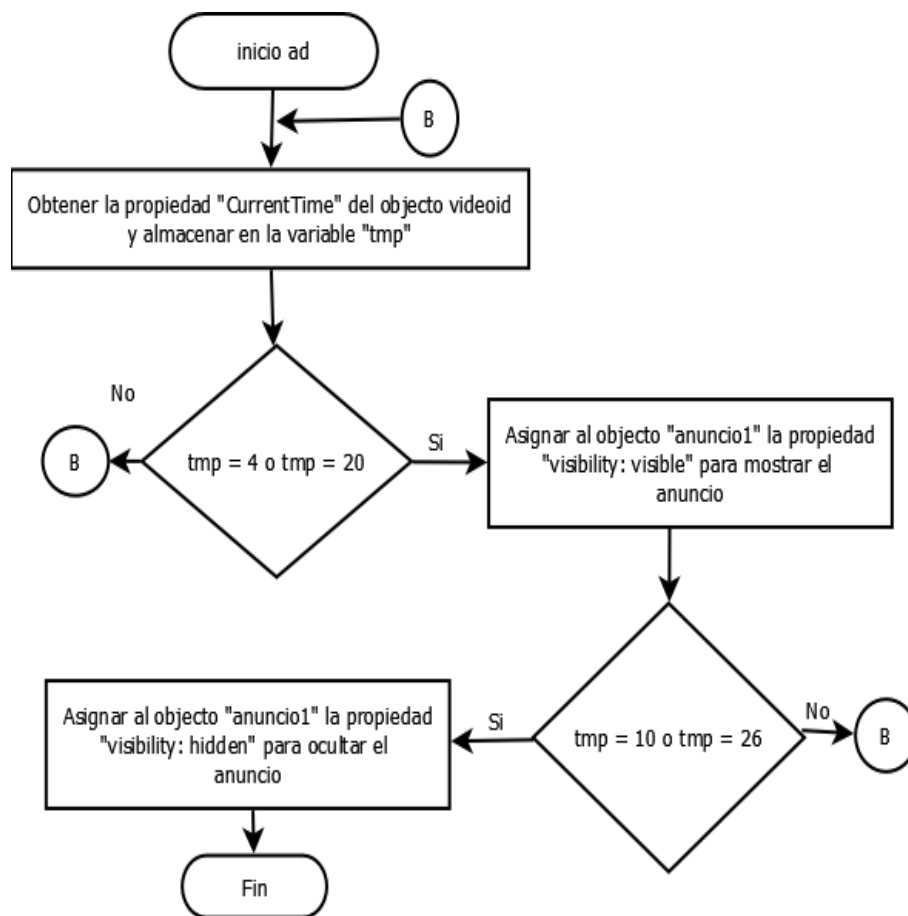 inicio ad
B
Obtener la propiedad "CurrentTime" del objecto videoid
y almacenar en la variable "tmp"
No
B
tmp = 4 o tmp = 20
Si
Asignar al objecto "anuncio1" la propiedad
"visibility: visible" para mostrar el
anuncio
Asignar al objecto "anuncio1" la propiedad
"visibility: hidden" para ocultar el
anuncio
Si
tmp = 10 o tmp = 26
No
B
Fin